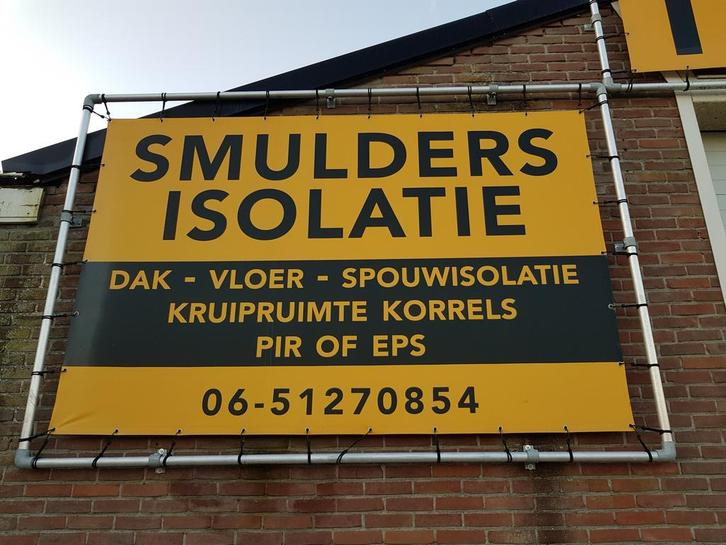 SMULDERS
ISOLATIE
DAK - VLOER - SPOUWISOLATIE
KRUIPRUIMTE KORRELS
PIR OF EPS
06-51270854